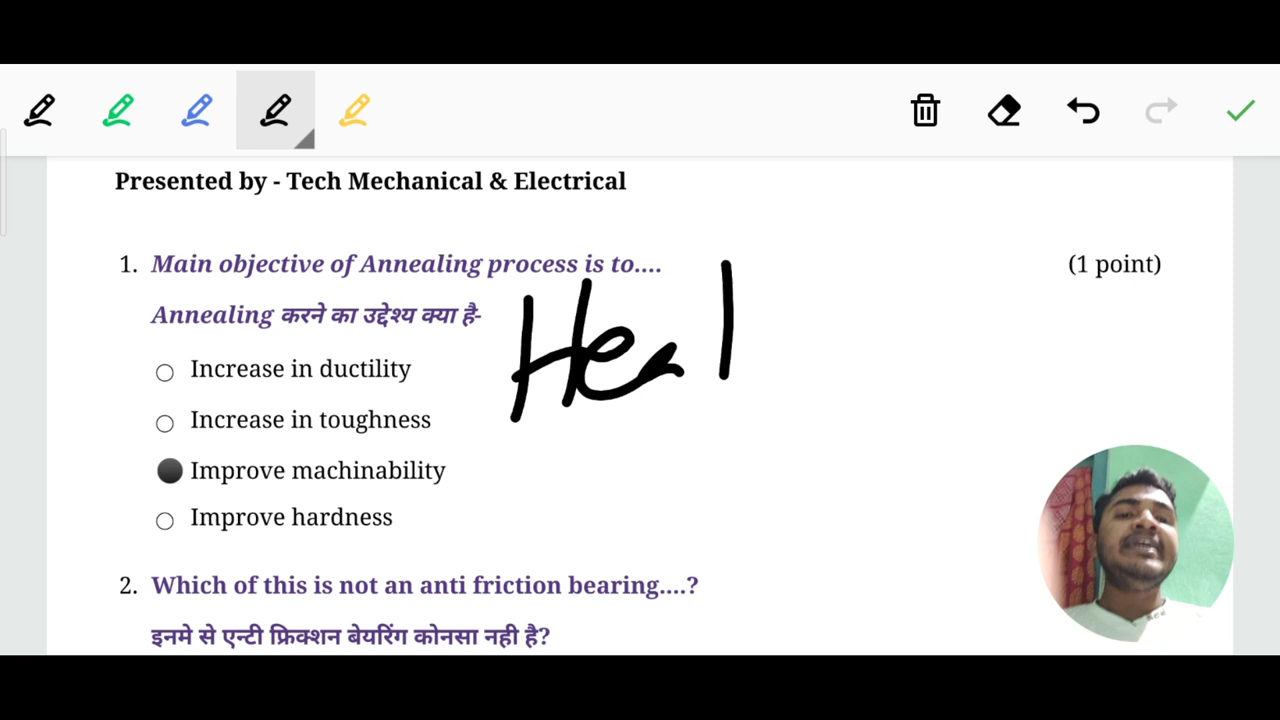 Presented by - Tech Mechanical & Electrical
1. Main objective of Annealing process is to.... (1 point)
Annealing करने का उद्देश्य क्या है-
Heal
Increase in ductility
Increase in toughness
Improve machinability
Improve hardness
2. Which of this is not an anti friction bearing....?
इनमे से एन्टी फ्रिक्शन बेयरिंग कोनसा नही है?